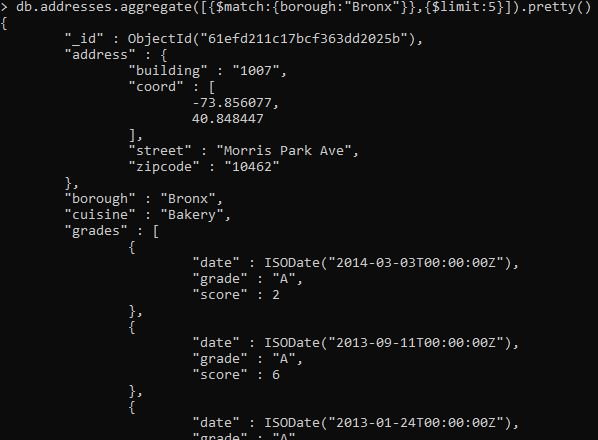 > db.addresses.aggregate([{$match:{borough:"Bronx"}},{$limit:5}]).pretty()
{
"_id" : ObjectId("61efd211c17bcf363dd2025b"),
"address" : {
"building" : "1007",
"coord" : [
-73.856077,
40.848447
],
"street" : "Morris Park Ave",
"zipcode" : "10462"
},
"borough" : "Bronx",
"cuisine" : "Bakery",
"grades" : [
{
"date" : ISODate("2014-03-03T00:00:00Z"),
"grade" : "A",
"score" : 2
},
{
"date" : ISODate("2013-09-11T00:00:00Z"),
"grade" : "A",
"score" : 6
},
{
"date" : ISODate("2013-01-24T00:00:00Z"),
"grade" : "A"